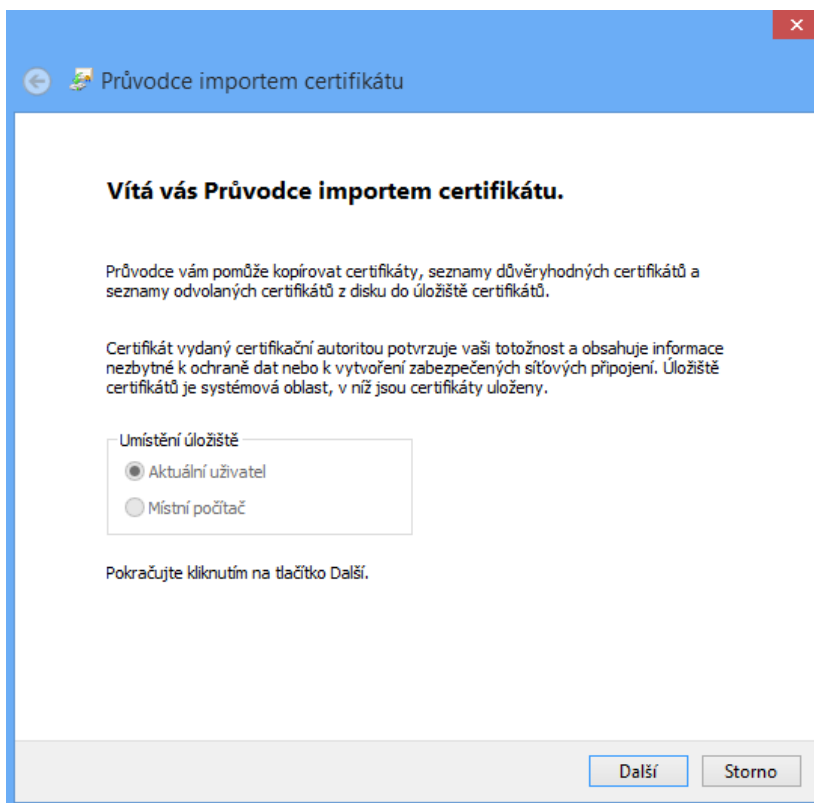 Průvodce importem certifikátu
Vítá vás Průvodce importem certifikátu.
Průvodce vám pomůže kopírovat certifikáty, seznamy důvěryhodných certifikátů a
seznamy odvolaných certifikátů z disku do úložiště certifikátů.
Certifikát vydaný certifikační autoritou potvrzuje vaši totožnost a obsahuje informace
nezbytné k ochraně dat nebo k vytvoření zabezpečených síťových připojení. Úložiště
certifikátů je systémová oblast, v níž jsou certifikáty uloženy.
Umístění úložiště
Aktuální uživatel
Místní počítač
Pokračujte kliknutím na tlačítko Další.
Další
Storno